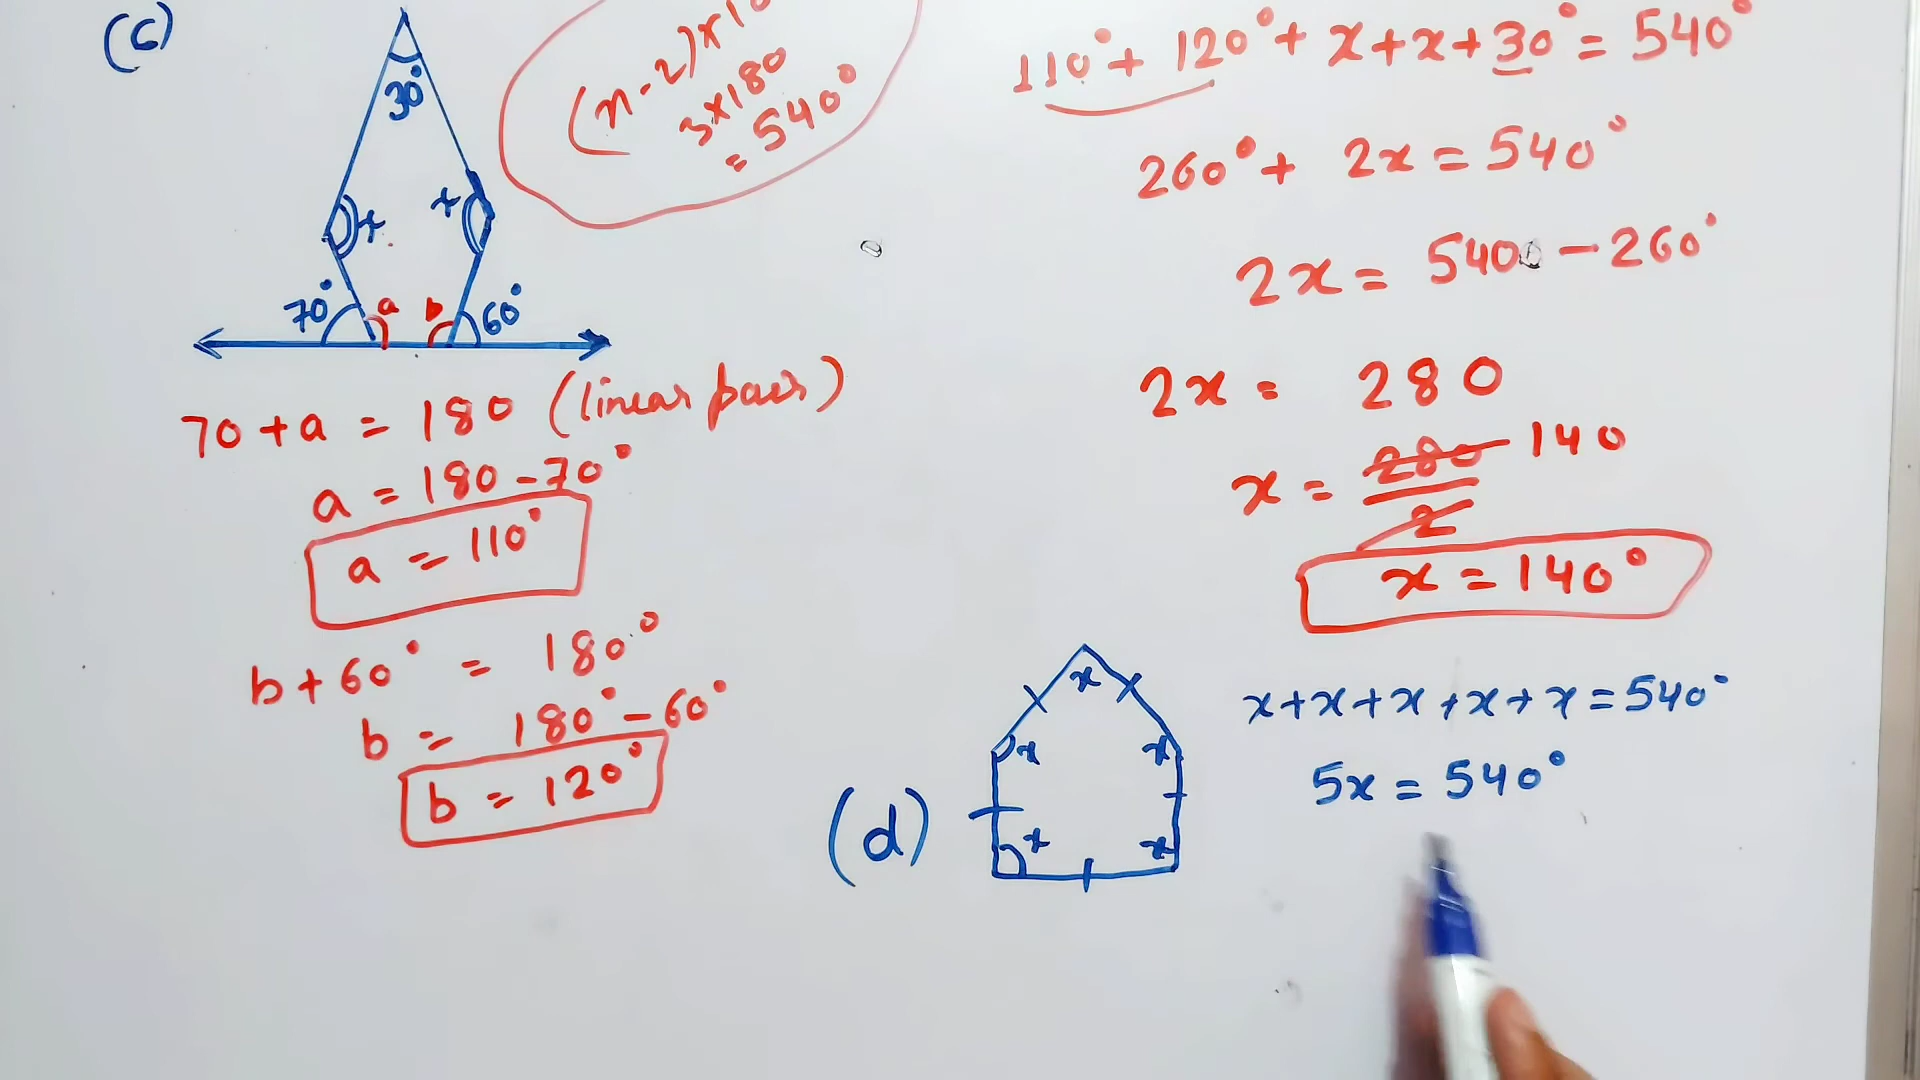 (C)
30°
x
x
70°
a
b
60°
(n-2)×18
3×180
= 540°
70 + a = 180 (linear pair)
a = 180 - 70°
a = 110°
b + 60° = 180°
b = 180° - 60°
b = 120°
110° + 120° + x + x + 30° = 540°
260° + 2x = 540°
2x = 540 - 260°
2x = 280
x = 280/2 140
x = 140°
(d)
x
x
x
x
x
x + x + x + x + x = 540°
5x = 540°